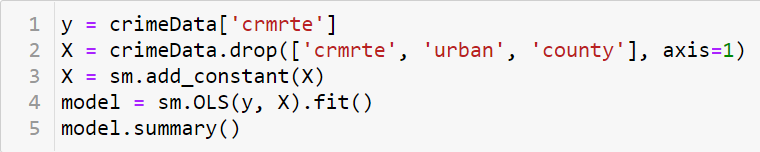 1 y = crimeData['crmrte']
2 X = crimeData.drop(['crmrte', 'urban', 'county'], axis=1)
3 X = sm.add_constant(X)
4 model = sm.OLS(y, X).fit()
5 model.summary()